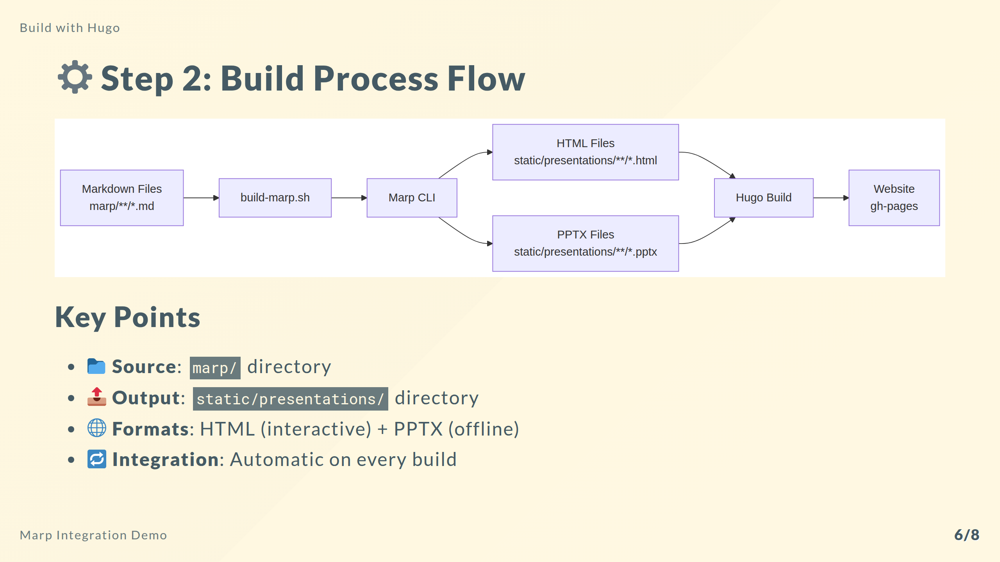 Build with Hugo
Step 2: Build Process Flow
Markdown Files
marp/**/*.md
build-marp.sh
Marp CLI
HTML Files
static/presentations/**/*.html
PPTX Files
static/presentations/**/*.pptx
Hugo Build
Website
gh-pages
Key Points
Source: marp/ directory
Output: static/presentations/ directory
Formats: HTML (interactive) + PPTX (offline)
Integration: Automatic on every build
Marp Integration Demo
6/8